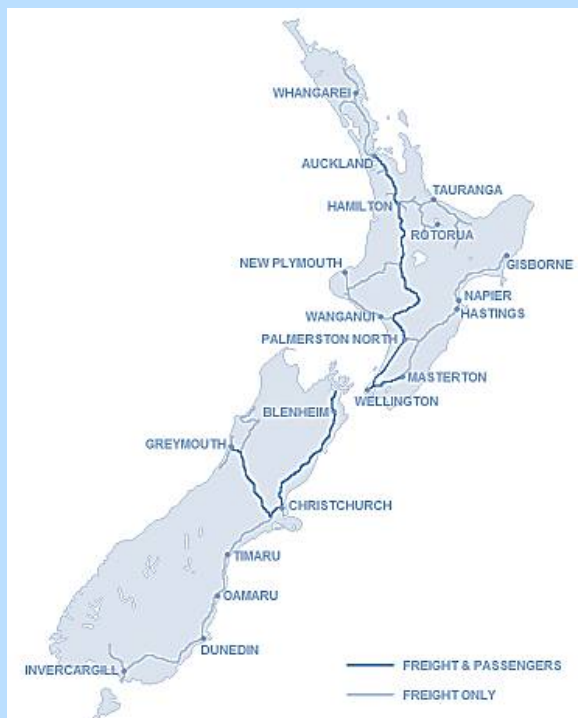 WHANGAREI
AUCKLAND
TAURANGA
HAMILTON
ROTORUA
NEW PLYMOUTH
GISBORNE
NAPIER
WANGANUI
HASTINGS
PALMERSTON NORTH
MASTERTON
WELLINGTON
BLENHEIM
GREYMOUTH
CHRISTCHURCH
TIMARU
OAMARU
DUNEDIN
INVERCARGILL
FREIGHT & PASSENGERS
FREIGHT ONLY